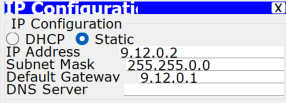 IP Configurati
X
IP Configuration
DHCP Static
IP Address 9.12.0.2
Subnet Mask 255.255.0.0
Default Gateway 9.12.0.1
DNS Server